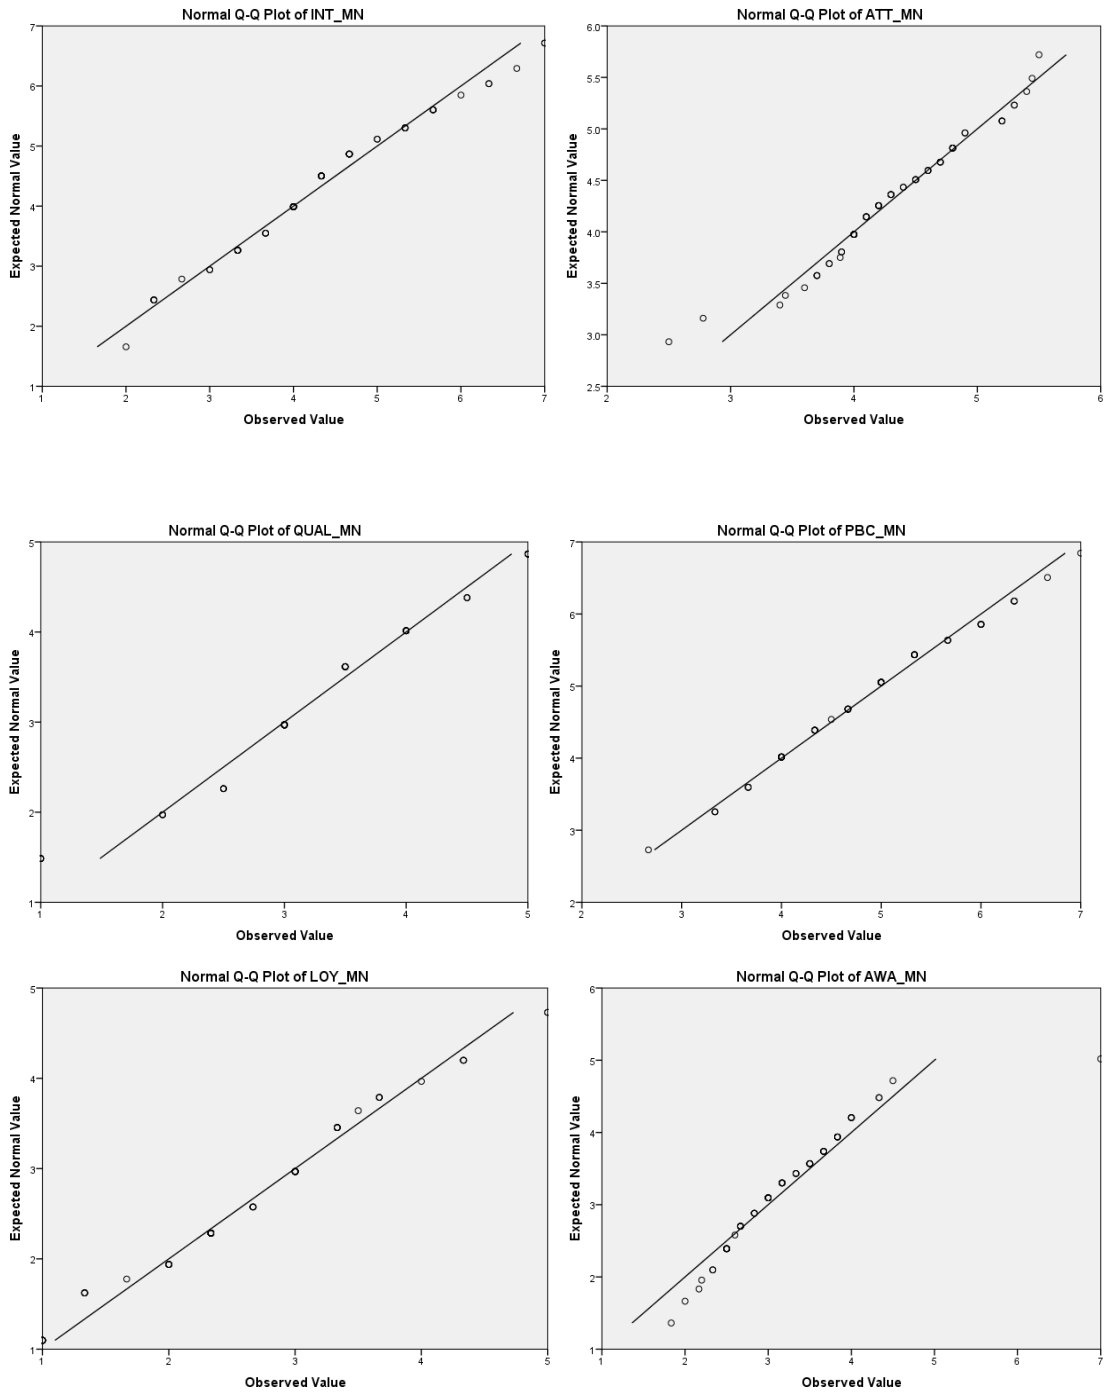 Normal Q-Q Plot of INT_MN
7
6
5
4
3
2
1
Expected Normal Value
1 2 3 4 5 6 7
Observed Value
Normal Q-Q Plot of ATT_MN
6.0
5.5
5.0
4.5
4.0
3.5
3.0
2.5
Expected Normal Value
2 3 4 5 6
Observed Value
Normal Q-Q Plot of QUAL_MN
5
4
3
2
1
Expected Normal Value
1 2 3 4 5
Observed Value
Normal Q-Q Plot of PBC_MN
7
6
5
4
3
2
Expected Normal Value
2 3 4 5 6 7
Observed Value
Normal Q-Q Plot of LOY_MN
5
4
3
2
1
Expected Normal Value
1 2 3 4 5
Observed Value
Normal Q-Q Plot of AWA_MN
6
5
4
3
2
1
Expected Normal Value
1 2 3 4 5 6 7
Observed Value